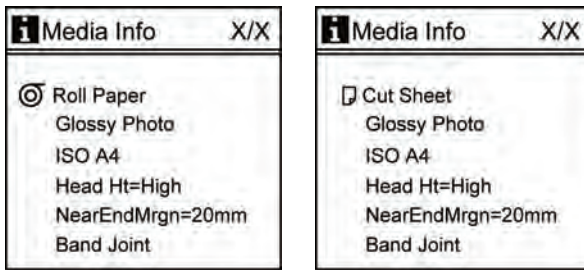 Media Info X/X
Roll Paper
Glossy Photo
ISO A4
Head Ht=High
NearEndMrgn=20mm
Band Joint
Media Info X/X
Cut Sheet
Glossy Photo
ISO A4
Head Ht=High
NearEndMrgn=20mm
Band Joint